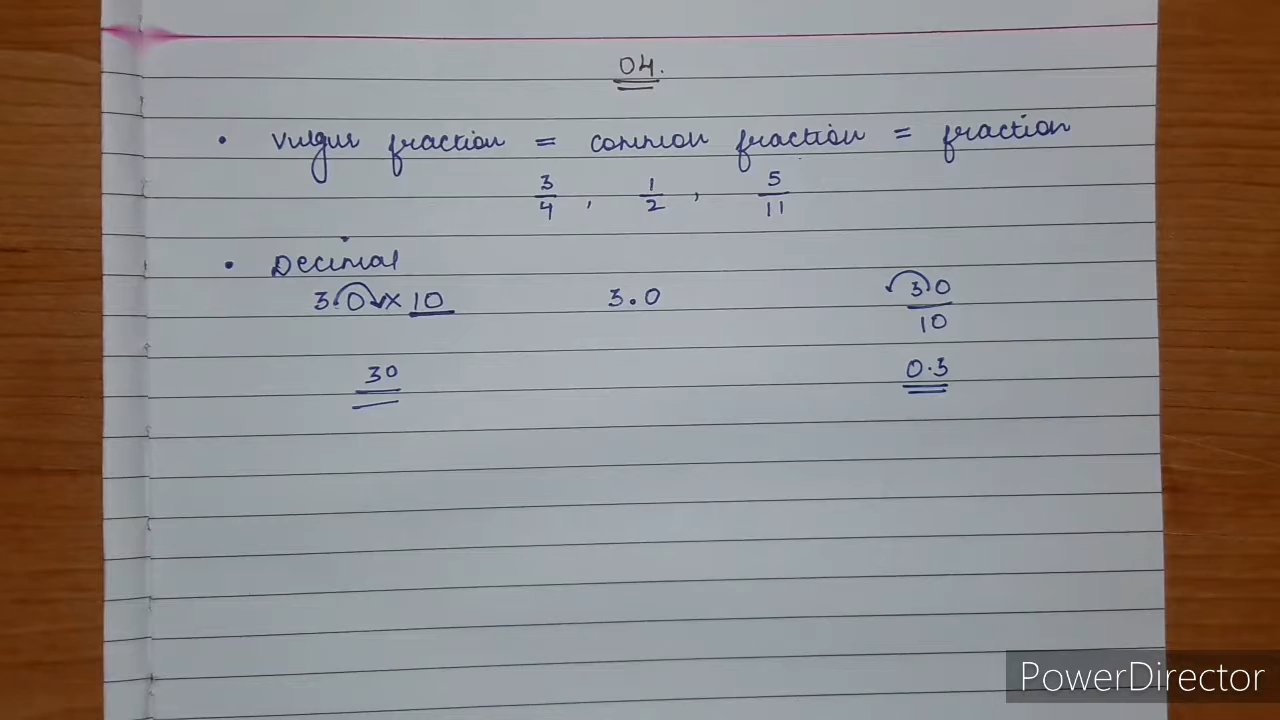 04.
• Vulgur fraction = common fraction = fraction
3/4 , 1/2 , 5/11
• Decimal
3 0 × 10 3.0 3 0/10
30 0.3
PowerDirector